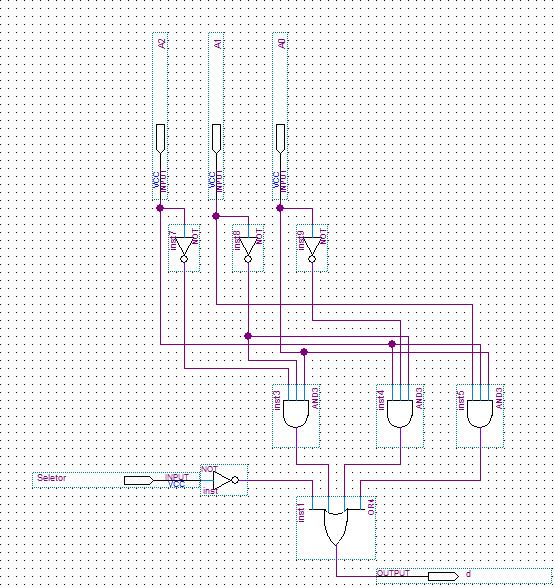 A2
A1
A0
VCC
INPUT
VCC
INPUT
VCC
INPUT
inst7
NOT
inst8
NOT
inst9
NOT
inst3
AND3
inst4
AND3
inst5
AND3
Seletor
INPUT
VCC
NOT
inst
inst1
OR4
OUTPUT
d